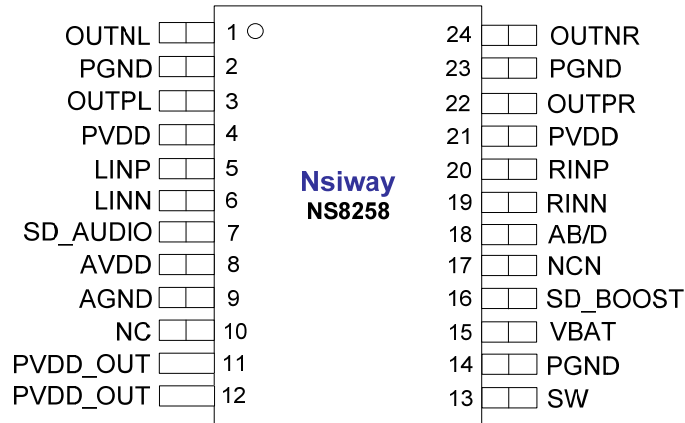 OUTNL 1 24 OUTNR
PGND 2 23 PGND
OUTPL 3 22 OUTPR
PVDD 4 21 PVDD
LINP 5 20 RINP
Nsiway
LINN 6 19 RINN
NS8258
SD_AUDIO 7 18 AB/D
AVDD 8 17 NCN
AGND 9 16 SD_BOOST
NC 10 15 VBAT
PVDD_OUT 11 14 PGND
PVDD_OUT 12 13 SW